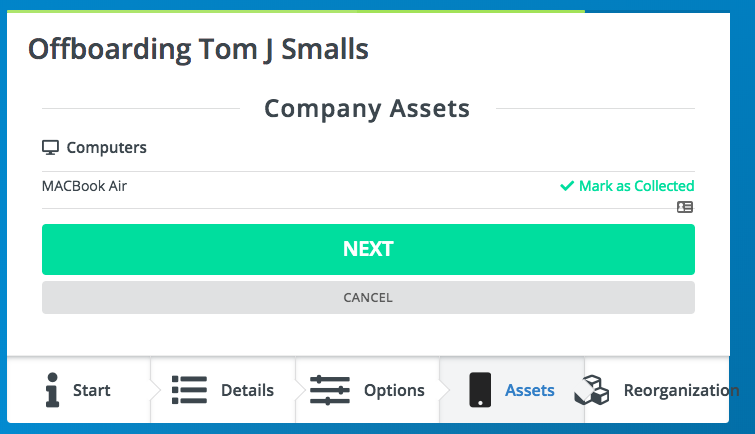 Offboarding Tom J Smalls
Company Assets
Computers
MACBook Air
Mark as Collected
NEXT
CANCEL
Start
Details
Options
Assets
Reorganization